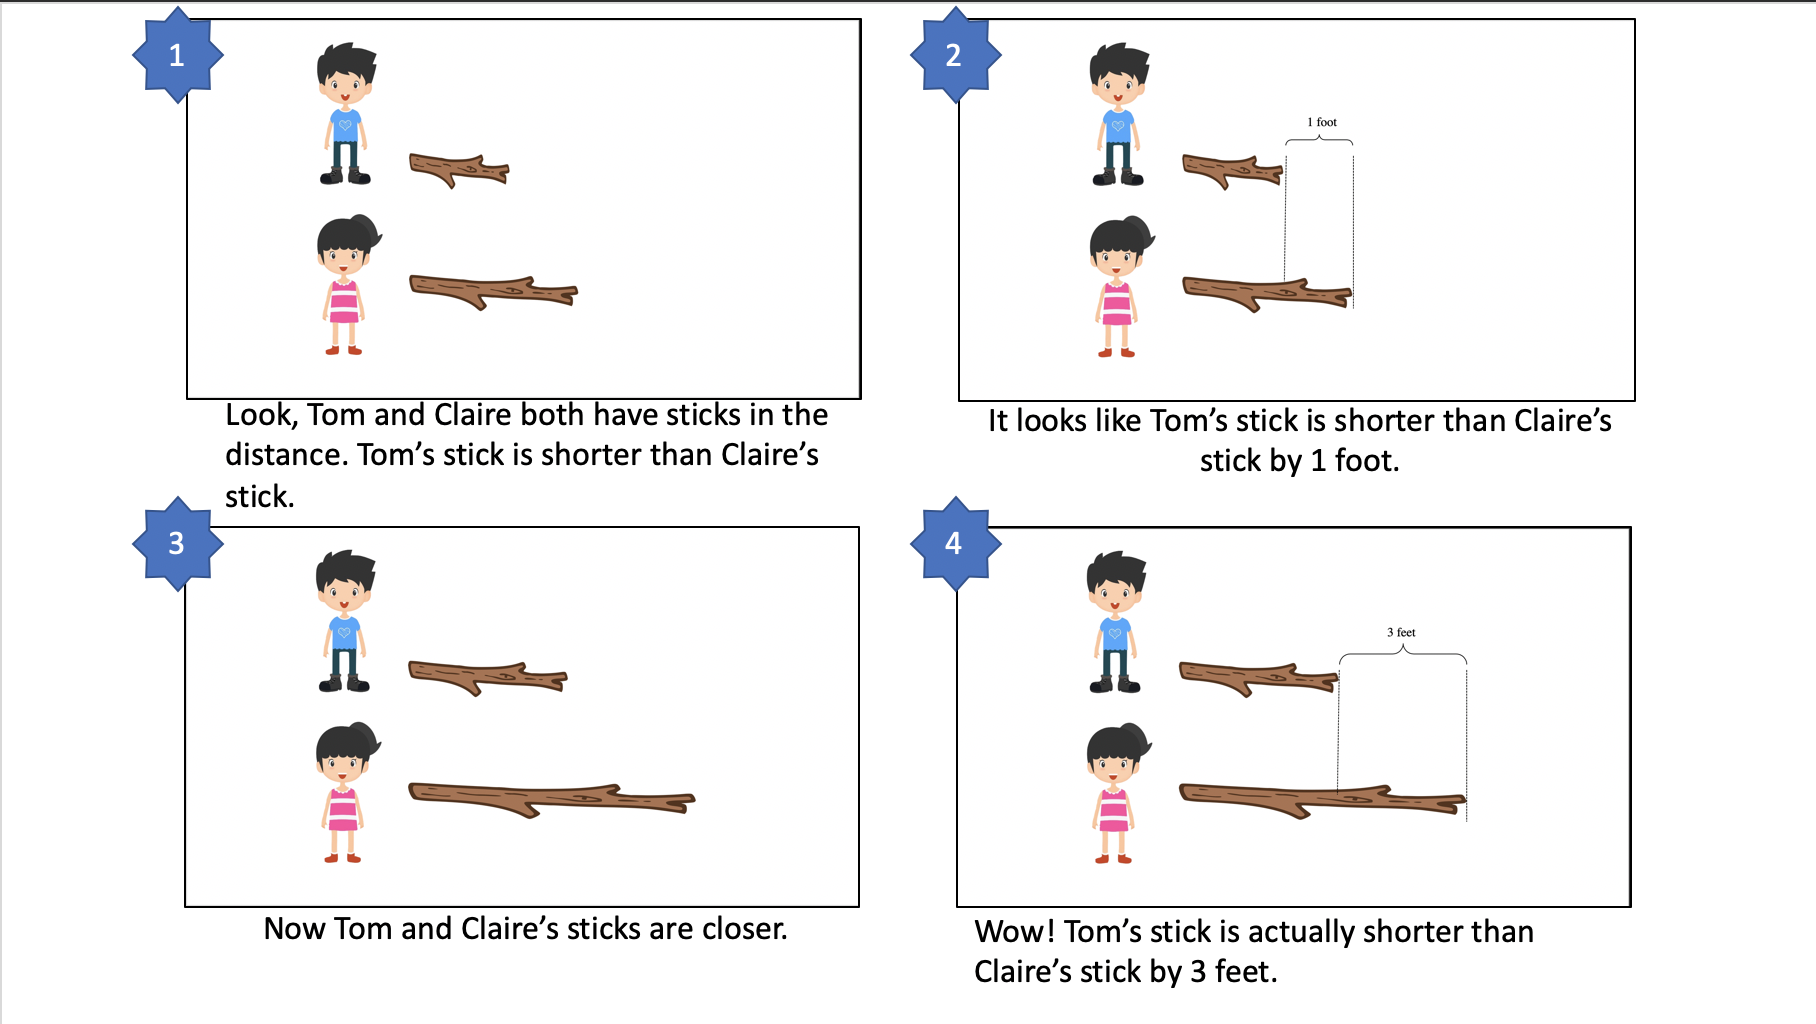 1
Look, Tom and Claire both have sticks in the
distance. Tom’s stick is shorter than Claire’s
stick.
2
1 foot
It looks like Tom’s stick is shorter than Claire’s
stick by 1 foot.
3
Now Tom and Claire’s sticks are closer.
4
3 feet
Wow! Tom’s stick is actually shorter than
Claire’s stick by 3 feet.